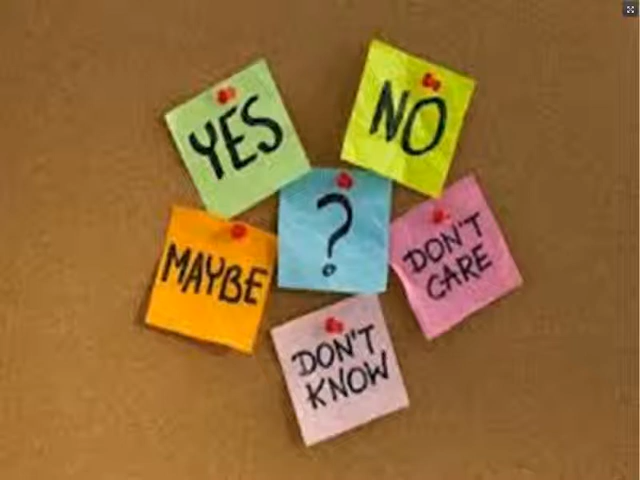 YES
NO
?
MAYBE
DON'T
CARE
DON'T
KNOW